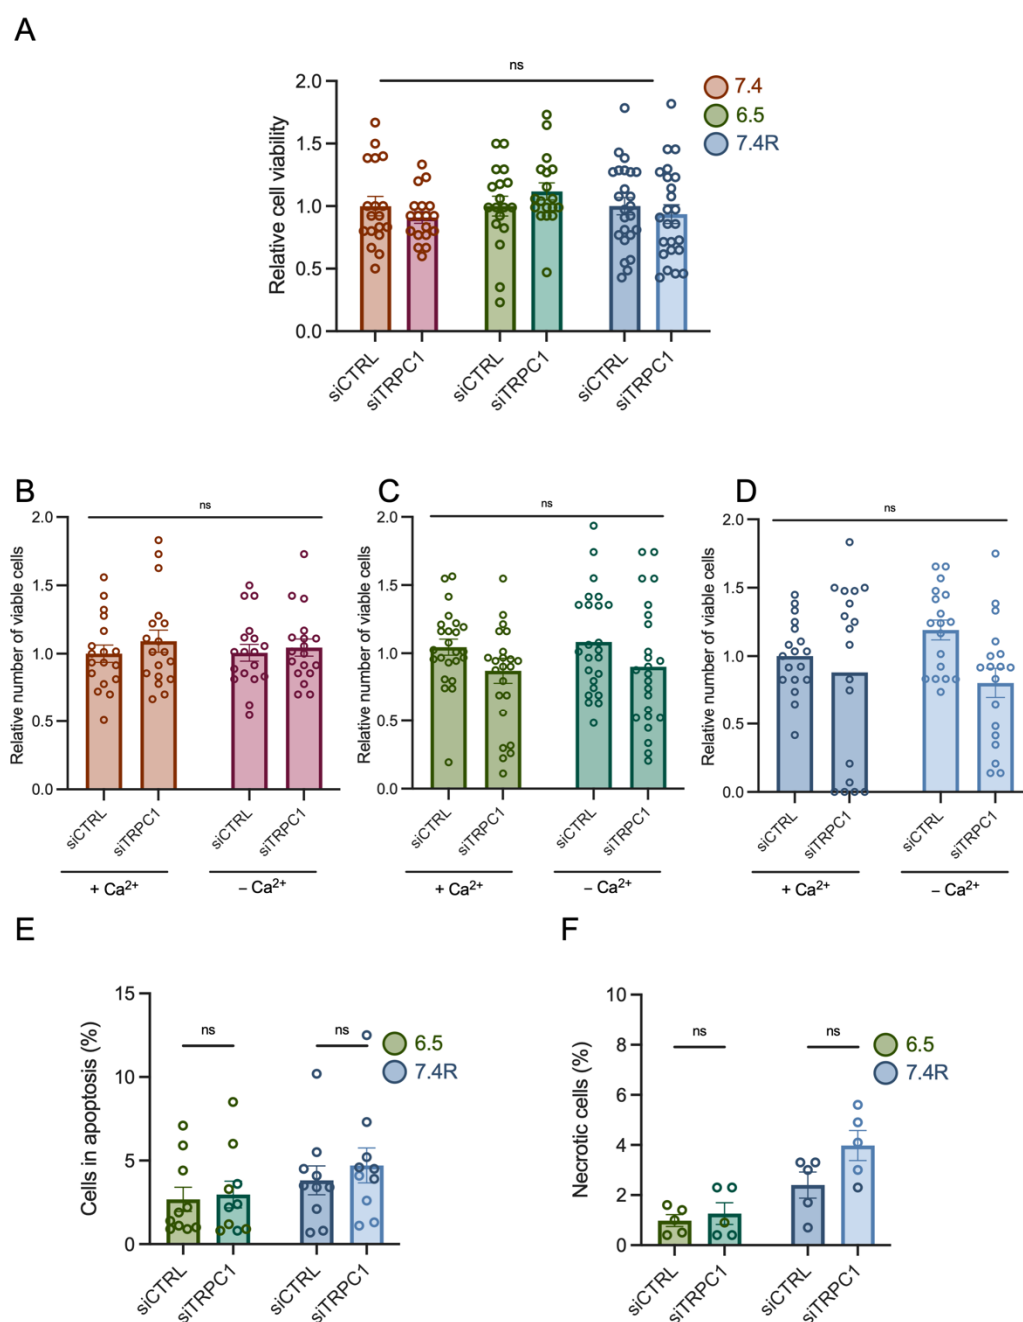 A
ns
Relative cell viability
2.0
1.5
1.0
0.5
0.0
siCTRL
siTRPC1
siCTRL
siTRPC1
siCTRL
siTRPC1
7.4
6.5
7.4R
B
ns
Relative number of viable cells
2.0
1.5
1.0
0.5
0.0
siCTRL
siTRPC1
siCTRL
siTRPC1
+ Ca²⁺
– Ca²⁺
C
ns
Relative number of viable cells
2.0
1.5
1.0
0.5
0.0
siCTRL
siTRPC1
siCTRL
siTRPC1
+ Ca²⁺
– Ca²⁺
D
ns
Relative number of viable cells
2.0
1.5
1.0
0.5
0.0
siCTRL
siTRPC1
siCTRL
siTRPC1
+ Ca²⁺
– Ca²⁺
E
Cells in apoptosis (%)
15
10
5
0
ns
ns
siCTRL
siTRPC1
siCTRL
siTRPC1
6.5
7.4R
F
Necrotic cells (%)
10
8
6
4
2
0
ns
ns
siCTRL
siTRPC1
siCTRL
siTRPC1
6.5
7.4R